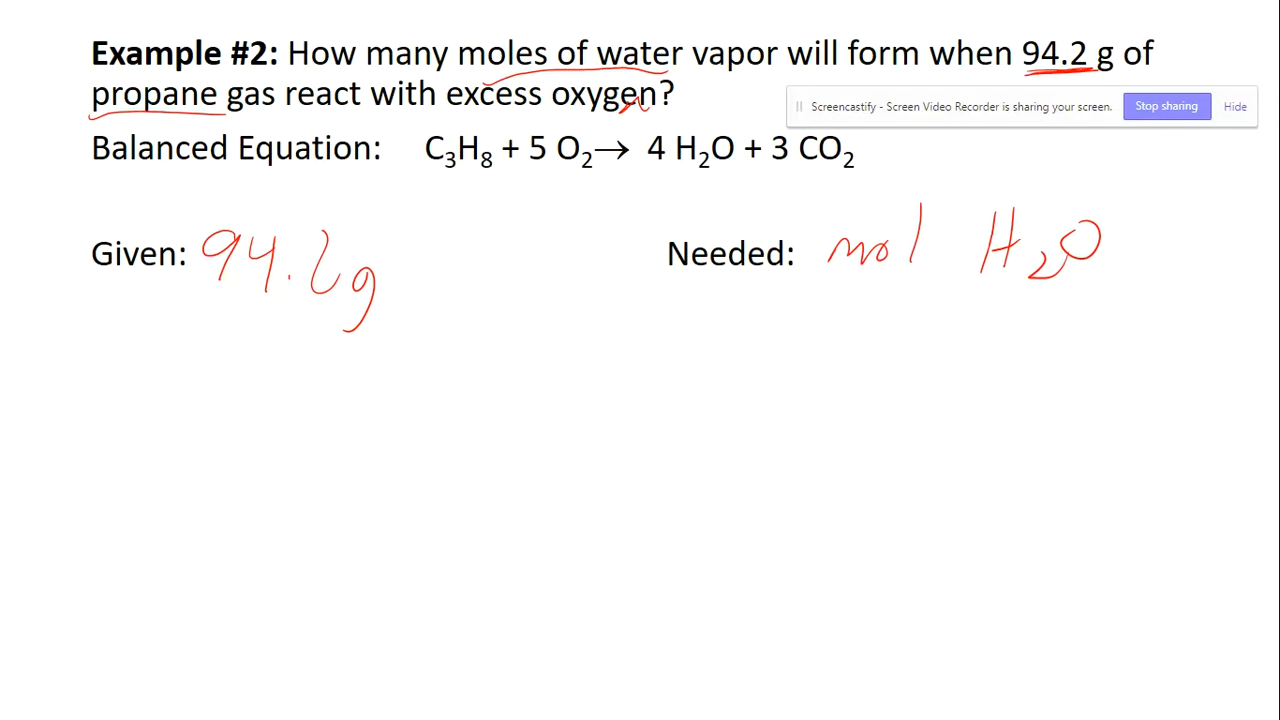 Example #2: How many moles of water vapor will form when 94.2 g of
propane gas react with excess oxygen?
Screencastify - Screen Video Recorder is sharing your screen. Stop sharing Hide
Balanced Equation: C₃H₈ + 5 O₂→ 4 H₂O + 3 CO₂
Given: 94.2g Needed: mol H₂O